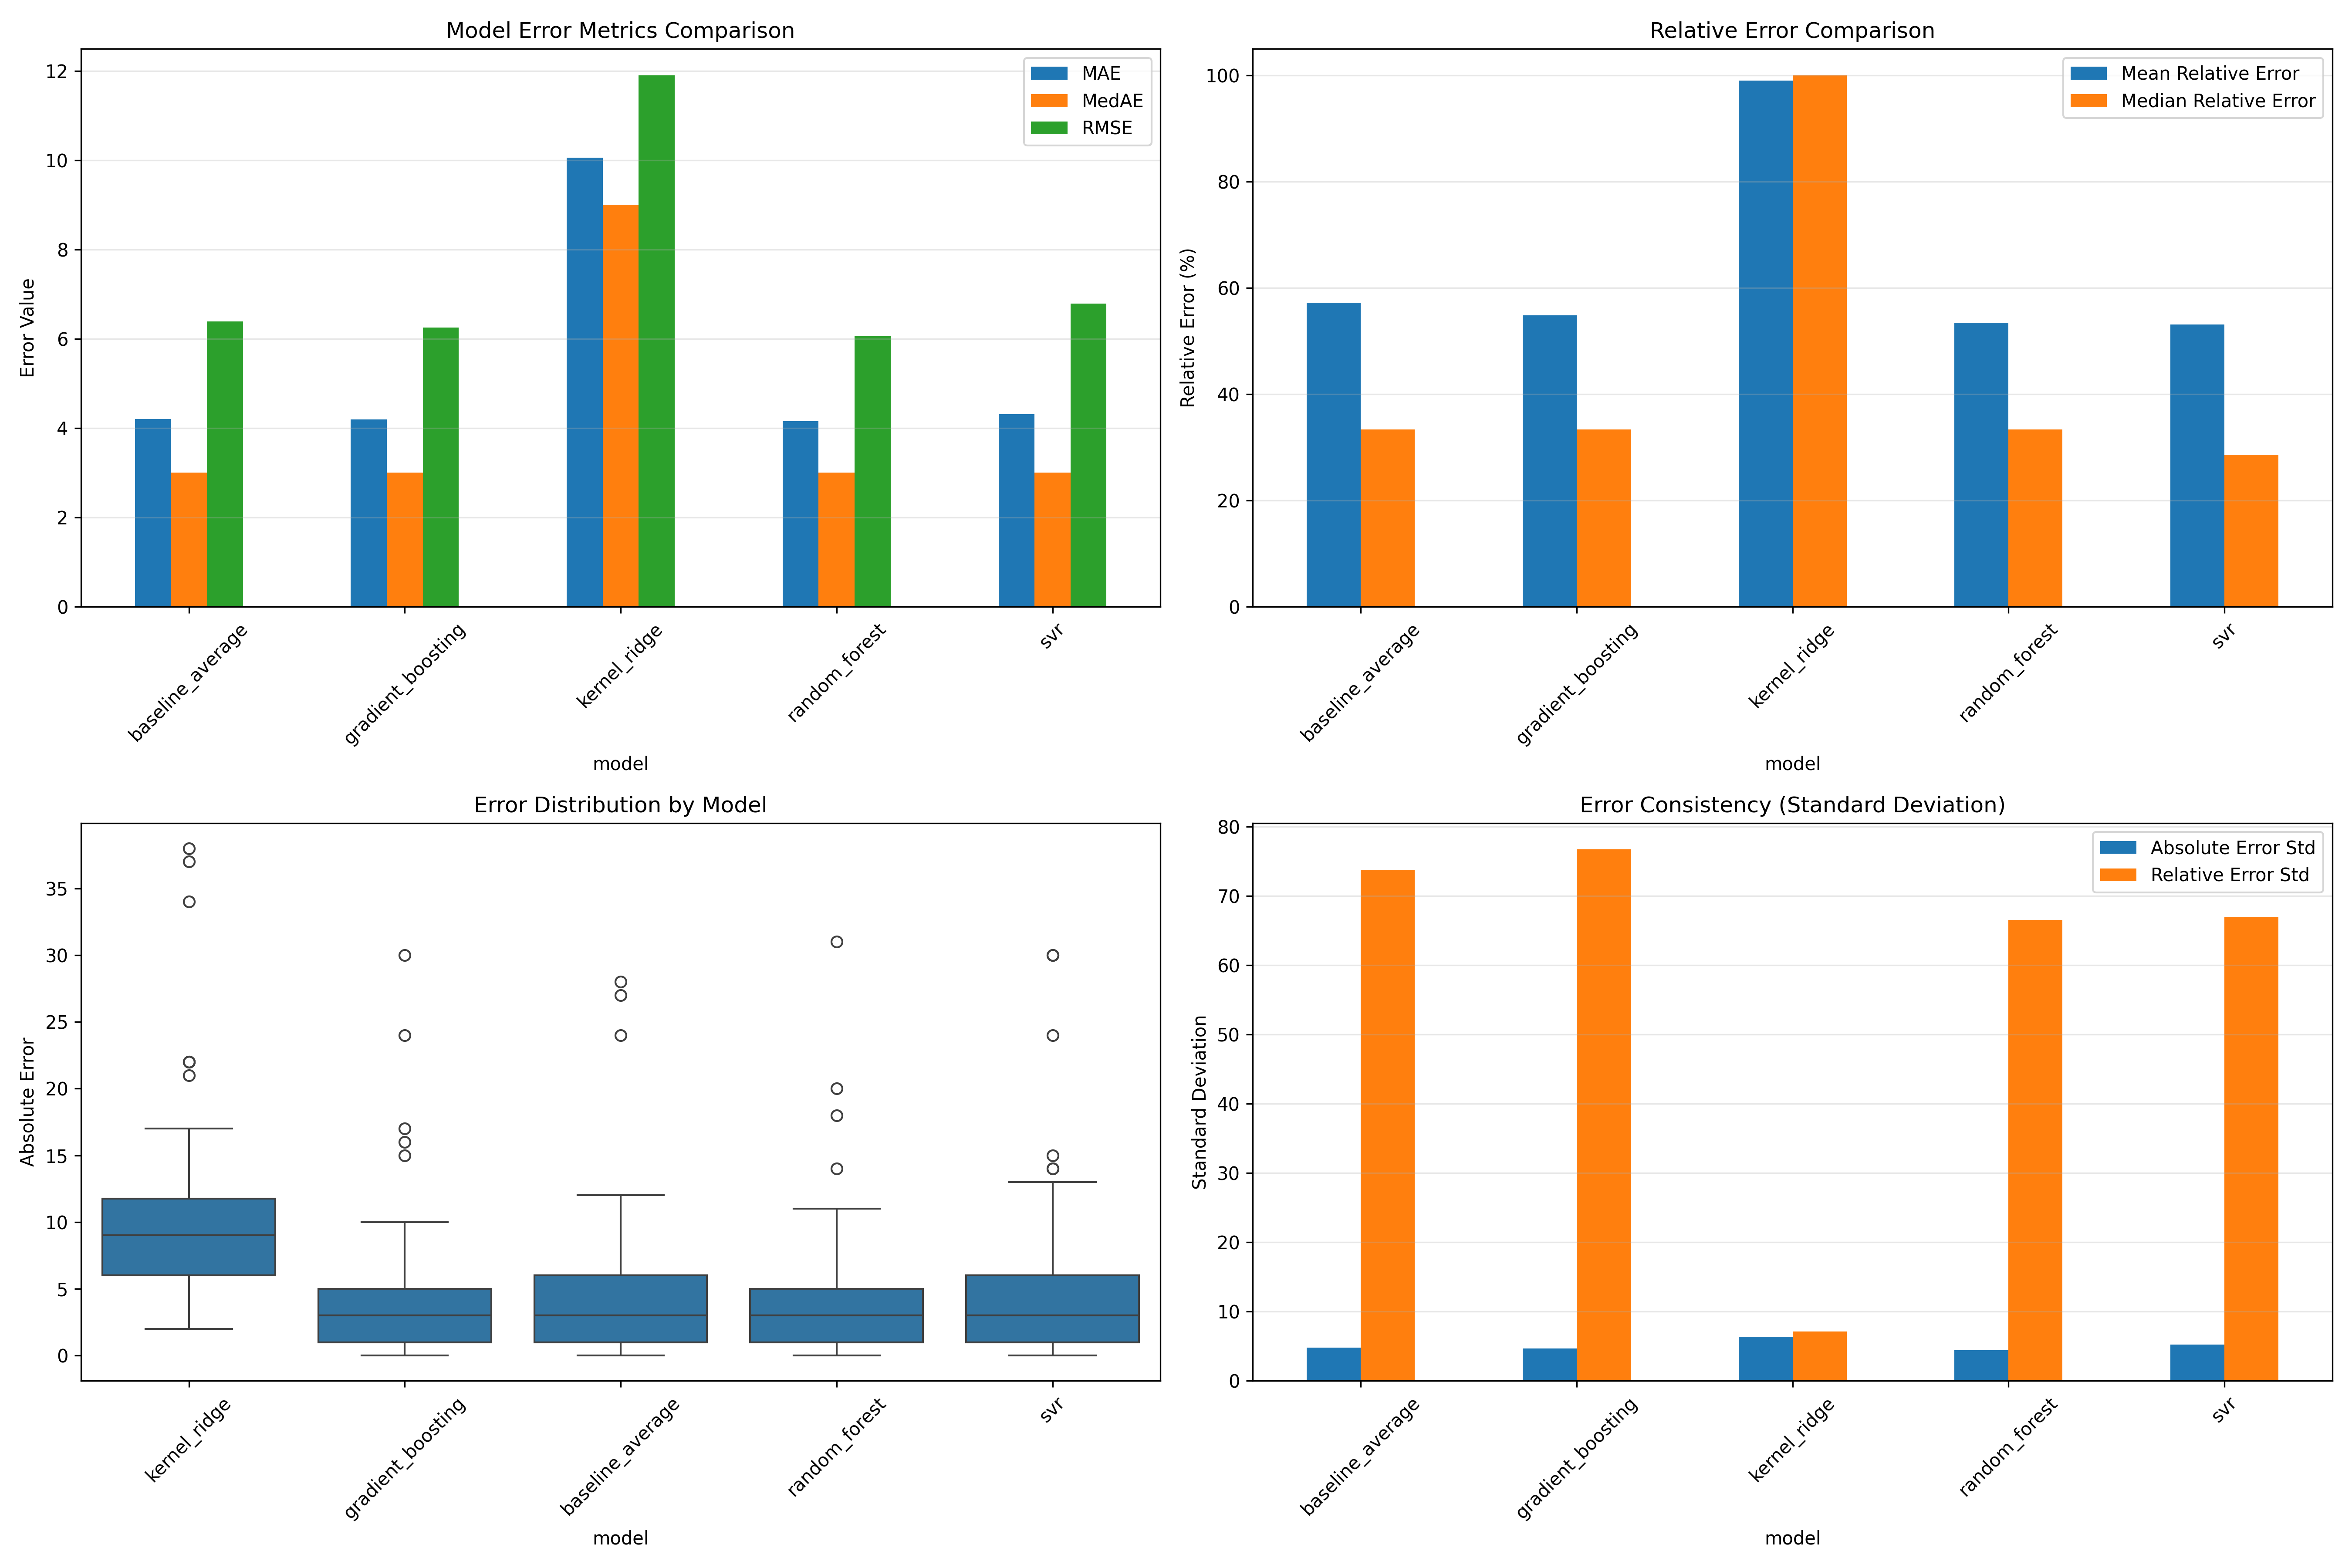 Model Error Metrics Comparison
Error Value
12
10
8
6
4
2
0
MAE
MedAE
RMSE
baseline_average
gradient_boosting
kernel_ridge
random_forest
svr
model
Relative Error Comparison
Relative Error (%)
100
80
60
40
20
0
Mean Relative Error
Median Relative Error
baseline_average
gradient_boosting
kernel_ridge
random_forest
svr
model
Error Distribution by Model
Absolute Error
35
30
25
20
15
10
5
0
kernel_ridge
gradient_boosting
baseline_average
random_forest
svr
model
Error Consistency (Standard Deviation)
Standard Deviation
80
70
60
50
40
30
20
10
0
Absolute Error Std
Relative Error Std
baseline_average
gradient_boosting
kernel_ridge
random_forest
svr
model